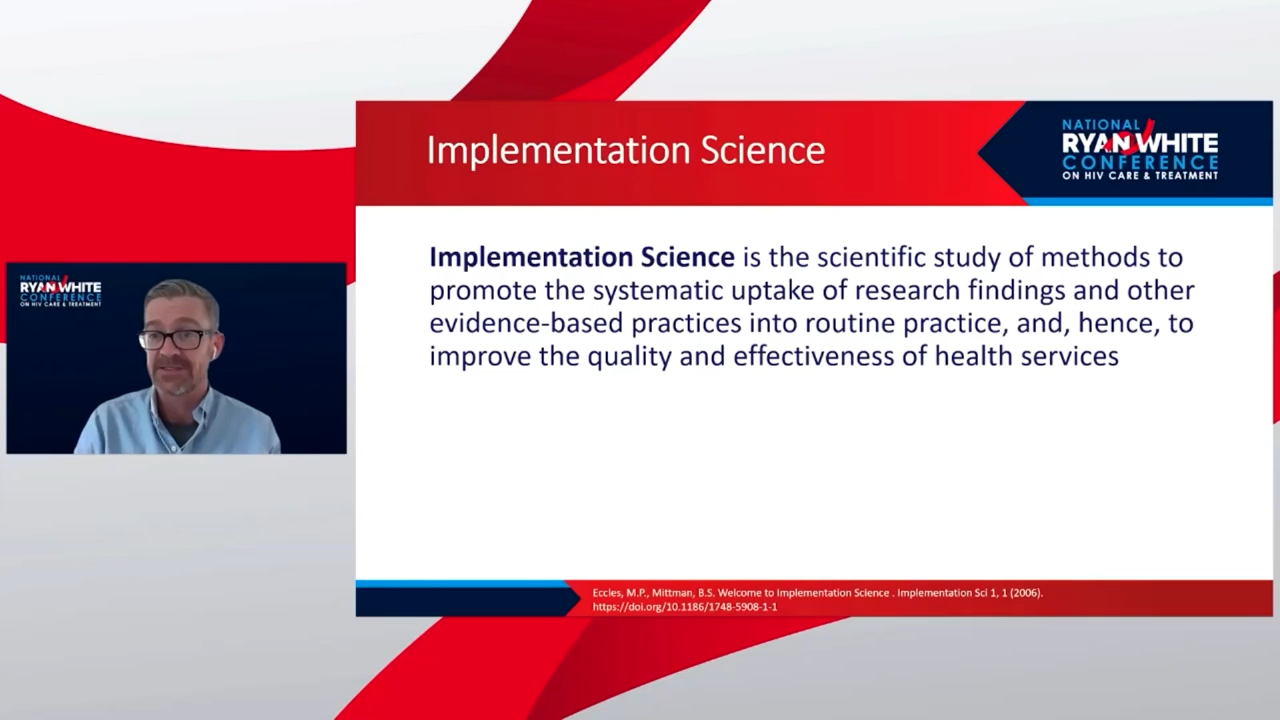 Implementation Science
NATIONAL
RYAN WHITE
CONFERENCE
ON HIV CARE & TREATMENT
Implementation Science is the scientific study of methods to
promote the systematic uptake of research findings and other
evidence-based practices into routine practice, and, hence, to
improve the quality and effectiveness of health services
NATIONAL
RYAN WHITE
CONFERENCE
ON HIV CARE & TREATMENT
Eccles, M.P., Mittman, B.S. Welcome to Implementation Science . Implementation Sci 1, 1 (2006).
https://doi.org/10.1186/1748-5908-1-1